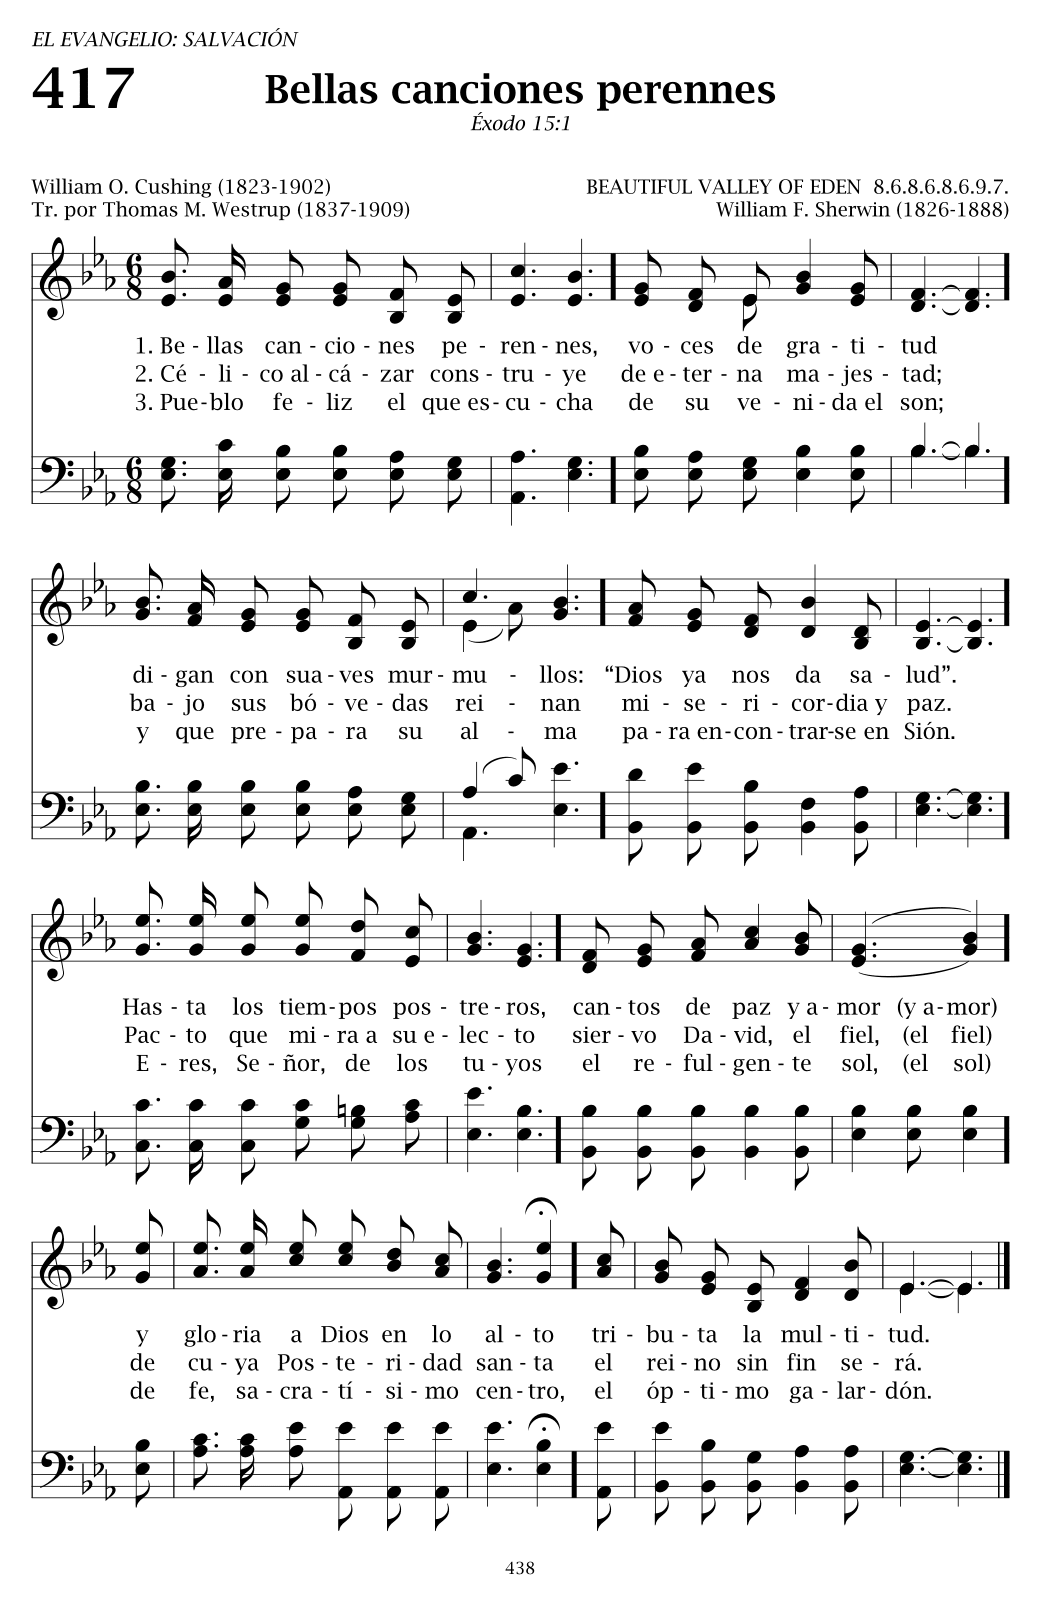 EL EVANGELIO: SALVACIÓN
417 Bellas canciones perennes
Éxodo 15:1
William O. Cushing (1823-1902) BEAUTIFUL VALLEY OF EDEN 8.6.8.6.8.6.9.7.
Tr. por Thomas M. Westrup (1837-1909) William F. Sherwin (1826-1888)
6 8
1. Be - llas can - cio - nes pe - ren - nes, vo - ces de gra - ti - tud
2. Cé - li - co al - cá - zar cons - tru - ye de e - ter - na ma - jes - tad;
3. Pue - blo fe - liz el que es - cu - cha de su ve - ni - da el son;
6 8
di - gan con sua - ves mur - mu - llos: “Dios ya nos da sa - lud”.
ba - jo sus bó - ve - das rei - nan mi - se - ri - cor - dia y paz.
y que pre - pa - ra su al - ma pa - ra en - con - trar - se en Sión.
Has - ta los tiem - pos pos - tre - ros, can - tos de paz y a - mor (y a - mor)
Pac - to que mi - ra a su e - lec - to sier - vo Da - vid, el fiel, (el fiel)
E - res, Se - ñor, de los tu - yos el re - ful - gen - te sol, (el sol)
y glo - ria a Dios en lo al - to tri - bu - ta la mul - ti - tud.
de cu - ya Pos - te - ri - dad san - ta el rei - no sin fin se - rá.
de fe, sa - cra - tí - si - mo cen - tro, el óp - ti - mo ga - lar - dón.
438